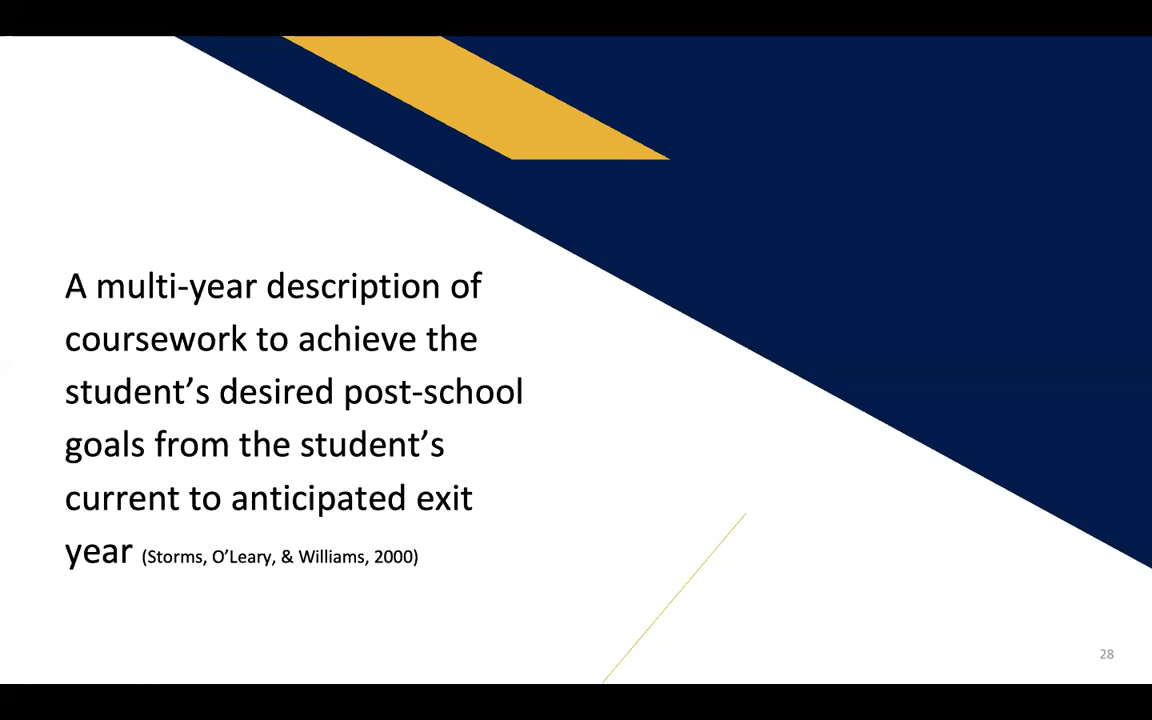 A multi-year description of
coursework to achieve the
student’s desired post-school
goals from the student’s
current to anticipated exit
year (Storms, O’Leary, & Williams, 2000)
28